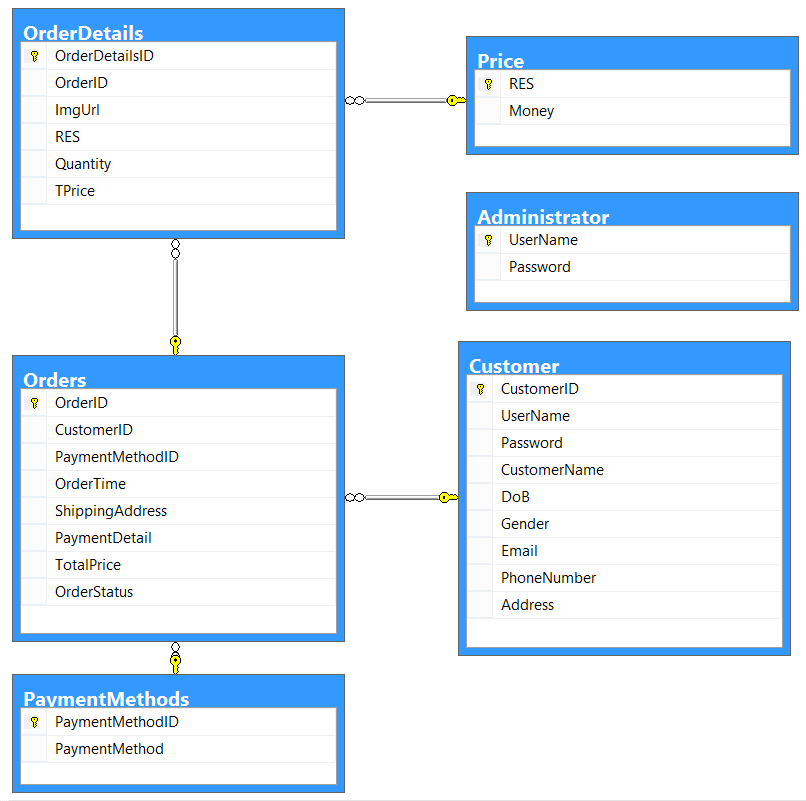 OrderDetails
OrderDetailsID
OrderID
ImgUrl
RES
Quantity
TPrice
Price
RES
Money
Administrator
UserName
Password
Orders
OrderID
CustomerID
PaymentMethodID
OrderTime
ShippingAddress
PaymentDetail
TotalPrice
OrderStatus
Customer
CustomerID
UserName
Password
CustomerName
DoB
Gender
Email
PhoneNumber
Address
PaymentMethods
PaymentMethodID
PaymentMethod